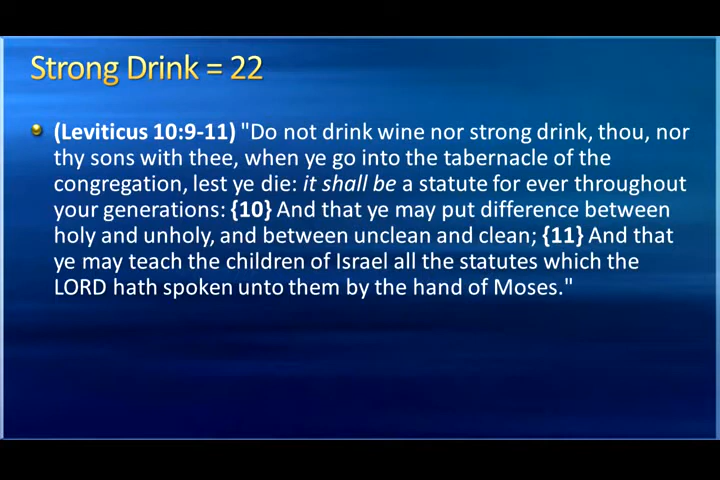 Strong Drink = 22
(Leviticus 10:9-11) "Do not drink wine nor strong drink, thou, nor
thy sons with thee, when ye go into the tabernacle of the
congregation, lest ye die: it shall be a statute for ever throughout
your generations: {10} And that ye may put difference between
holy and unholy, and between unclean and clean; {11} And that
ye may teach the children of Israel all the statutes which the
LORD hath spoken unto them by the hand of Moses."